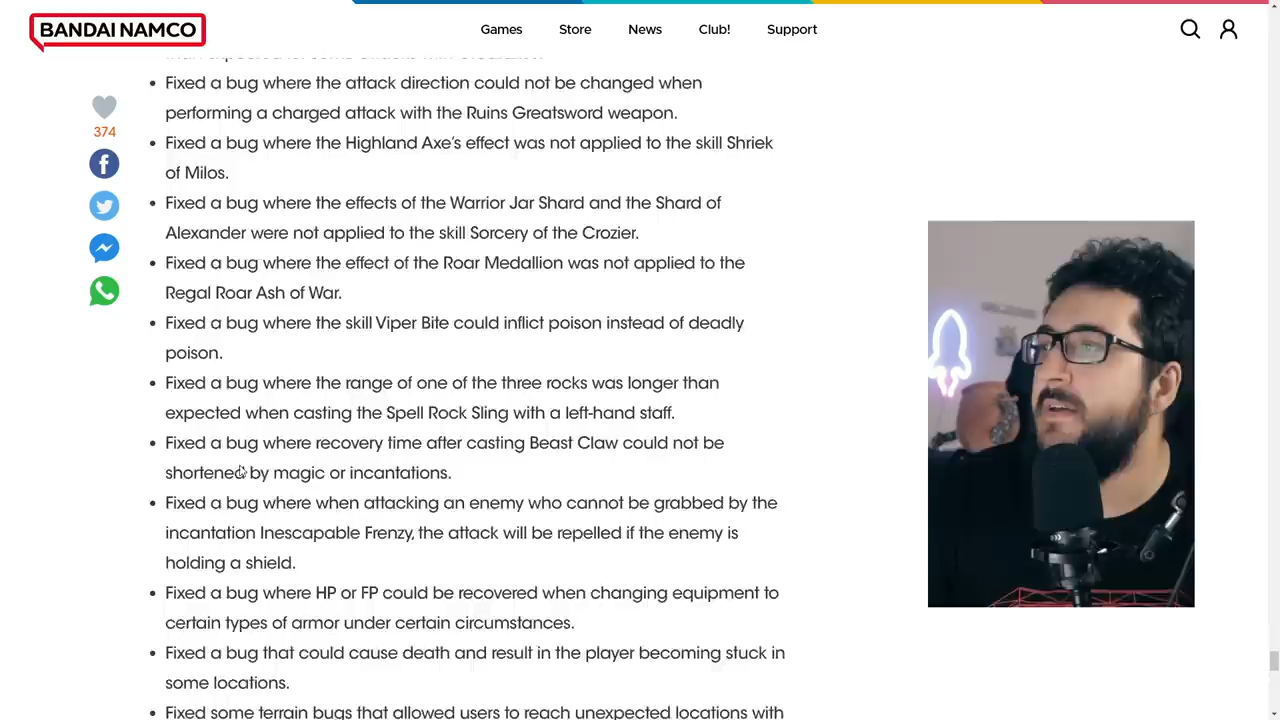 BANDAI NAMCO
Games
Store
News
Club!
Support
374
Fixed a bug where the attack direction could not be changed when
performing a charged attack with the Ruins Greatsword weapon.
Fixed a bug where the Highland Axe’s effect was not applied to the skill Shriek
of Milos.
Fixed a bug where the effects of the Warrior Jar Shard and the Shard of
Alexander were not applied to the skill Sorcery of the Crozier.
Fixed a bug where the effect of the Roar Medallion was not applied to the
Regal Roar Ash of War.
Fixed a bug where the skill Viper Bite could inflict poison instead of deadly
poison.
Fixed a bug where the range of one of the three rocks was longer than
expected when casting the Spell Rock Sling with a left-hand staff.
Fixed a bug where recovery time after casting Beast Claw could not be
shortened by magic or incantations.
Fixed a bug where when attacking an enemy who cannot be grabbed by the
incantation Inescapable Frenzy, the attack will be repelled if the enemy is
holding a shield.
Fixed a bug where HP or FP could be recovered when changing equipment to
certain types of armor under certain circumstances.
Fixed a bug that could cause death and result in the player becoming stuck in
some locations.
Fixed some terrain bugs that allowed users to reach unexpected locations with